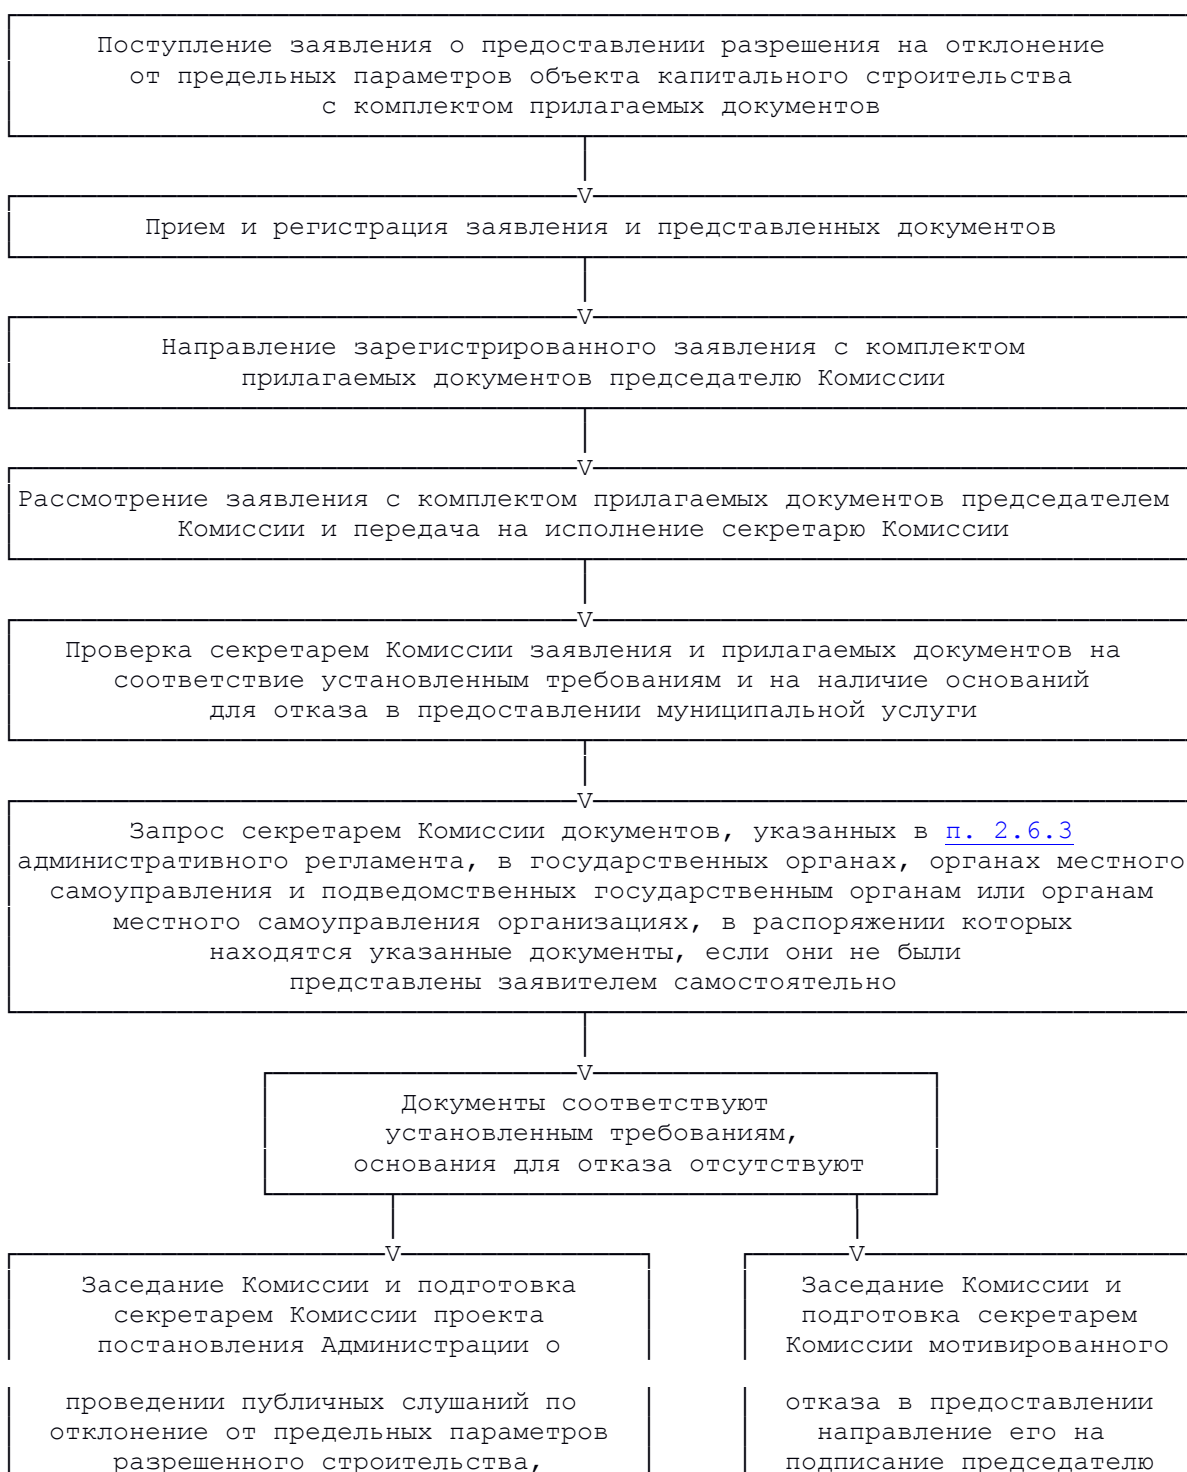 Поступление заявления о предоставлении разрешения на отклонение
от предельных параметров объекта капитального строительства
с комплектом прилагаемых документов
V
Прием и регистрация заявления и представленных документов
V
Направление зарегистрированного заявления с комплектом
прилагаемых документов председателю Комиссии
V
Рассмотрение заявления с комплектом прилагаемых документов председателем
Комиссии и передача на исполнение секретарю Комиссии
V
Проверка секретарем Комиссии заявления и прилагаемых документов на
соответствие установленным требованиям и на наличие оснований
для отказа в предоставлении муниципальной услуги
V
Запрос секретарем Комиссии документов, указанных в п. 2.6.3
административного регламента, в государственных органах, органах местного
самоуправления и подведомственных государственным органам или органам
местного самоуправления организациях, в распоряжении которых
находятся указанные документы, если они не были
представлены заявителем самостоятельно
V
Документы соответствуют
установленным требованиям,
основания для отказа отсутствуют
V
Заседание Комиссии и подготовка
секретарем Комиссии проекта
постановления Администрации о
проведении публичных слушаний по
отклонение от предельных параметров
разрешенного строительства,
V
Заседание Комиссии и
подготовка секретарем
Комиссии мотивированного
отказа в предоставлении
направление его на
подписание председателю